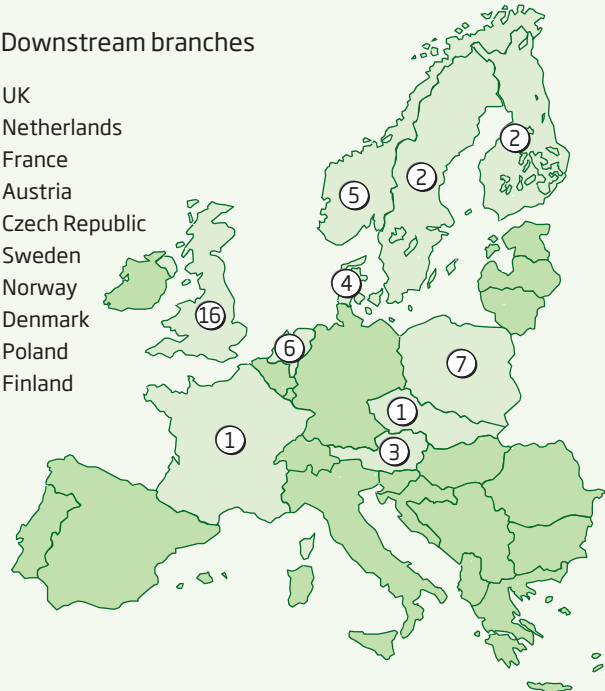 Downstream branches
UK
Netherlands
France
Austria
Czech Republic
Sweden
Norway
Denmark
Poland
Finland
2
2
5
4
16
6
7
1
1
3